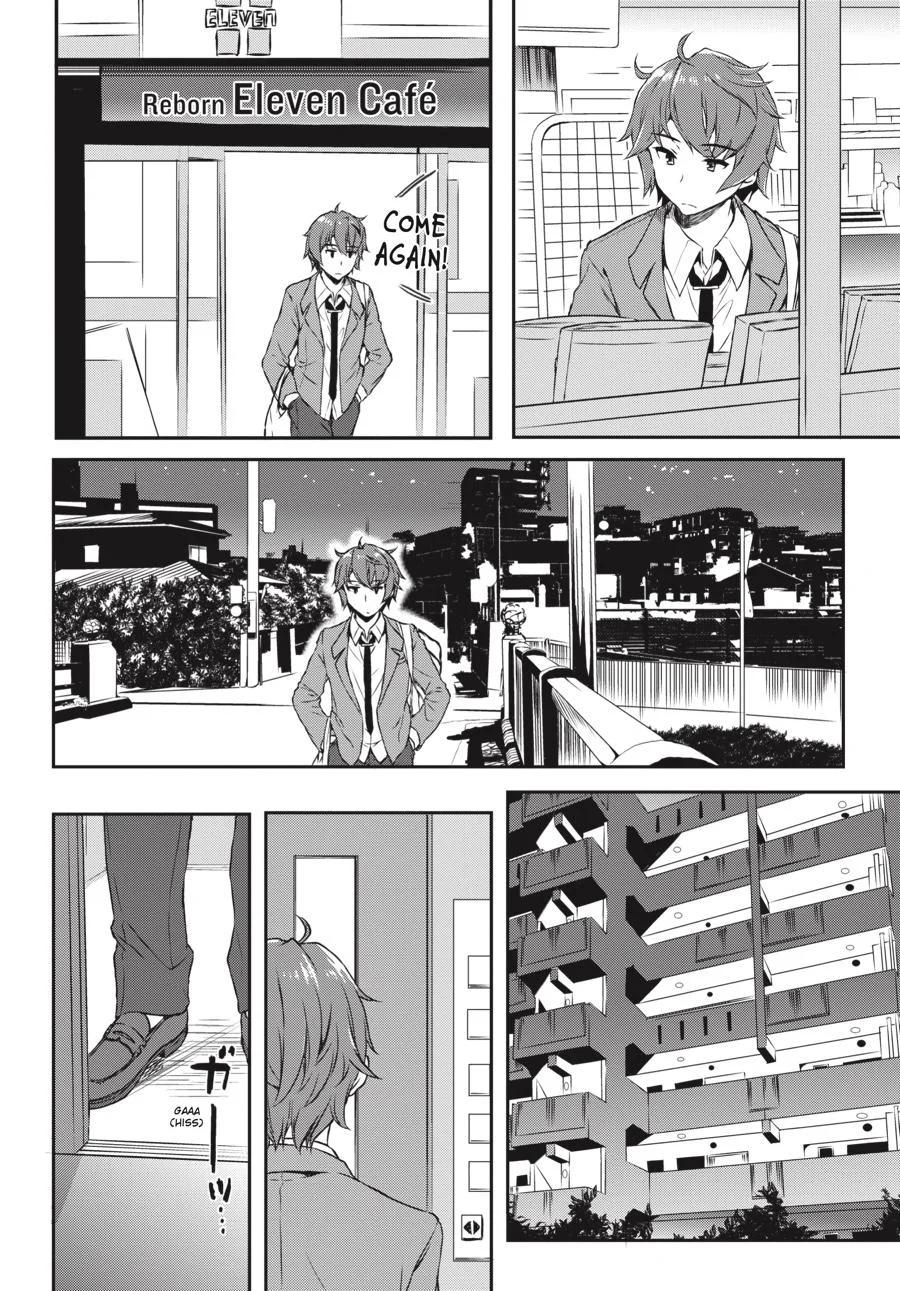 ELEVEN
Reborn Eleven Café
COME
AGAIN!
ガーッ…
GAAA
(HISS)